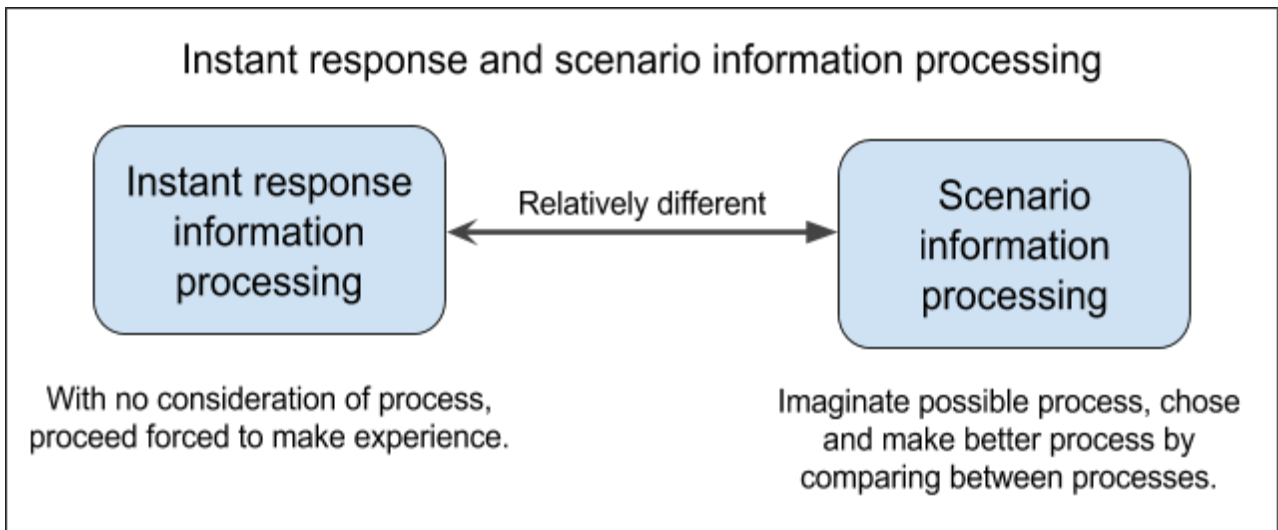 Instant response and scenario information processing
Instant response
information
processing
Relatively different
Scenario
information
processing
With no consideration of process,
proceed forced to make experience.
Imaginate possible process, chose
and make better process by
comparing between processes.